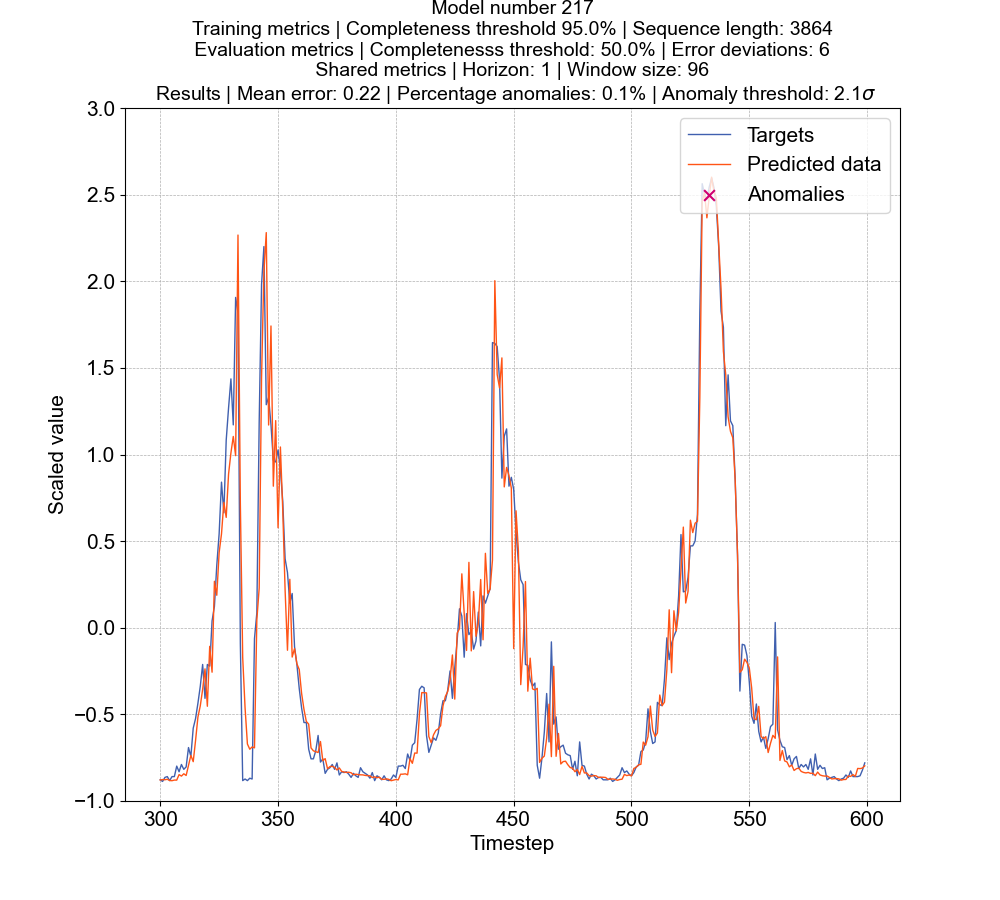 Model number 217
Training metrics | Completeness threshold 95.0% | Sequence length: 3864
Evaluation metrics | Completenesss threshold: 50.0% | Error deviations: 6
Shared metrics | Horizon: 1 | Window size: 96
Results | Mean error: 0.22 | Percentage anomalies: 0.1% | Anomaly threshold: 2.1σ
3.0
2.5
2.0
1.5
1.0
0.5
0.0
−0.5
−1.0
Scaled value
Targets
Predicted data
Anomalies
300 350 400 450 500 550 600
Timestep